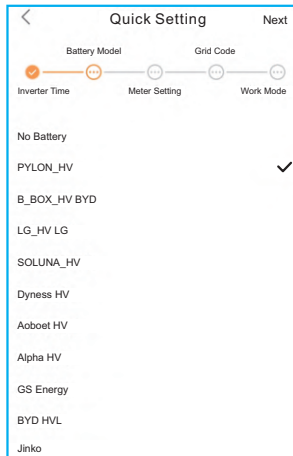 Quick Setting Next
Battery Model Grid Code
Inverter Time Meter Setting Work Mode
No Battery
PYLON_HV
B_BOX_HV BYD
LG_HV LG
SOLUNA_HV
Dyness HV
Aoboet HV
Alpha HV
GS Energy
BYD HVL
Jinko